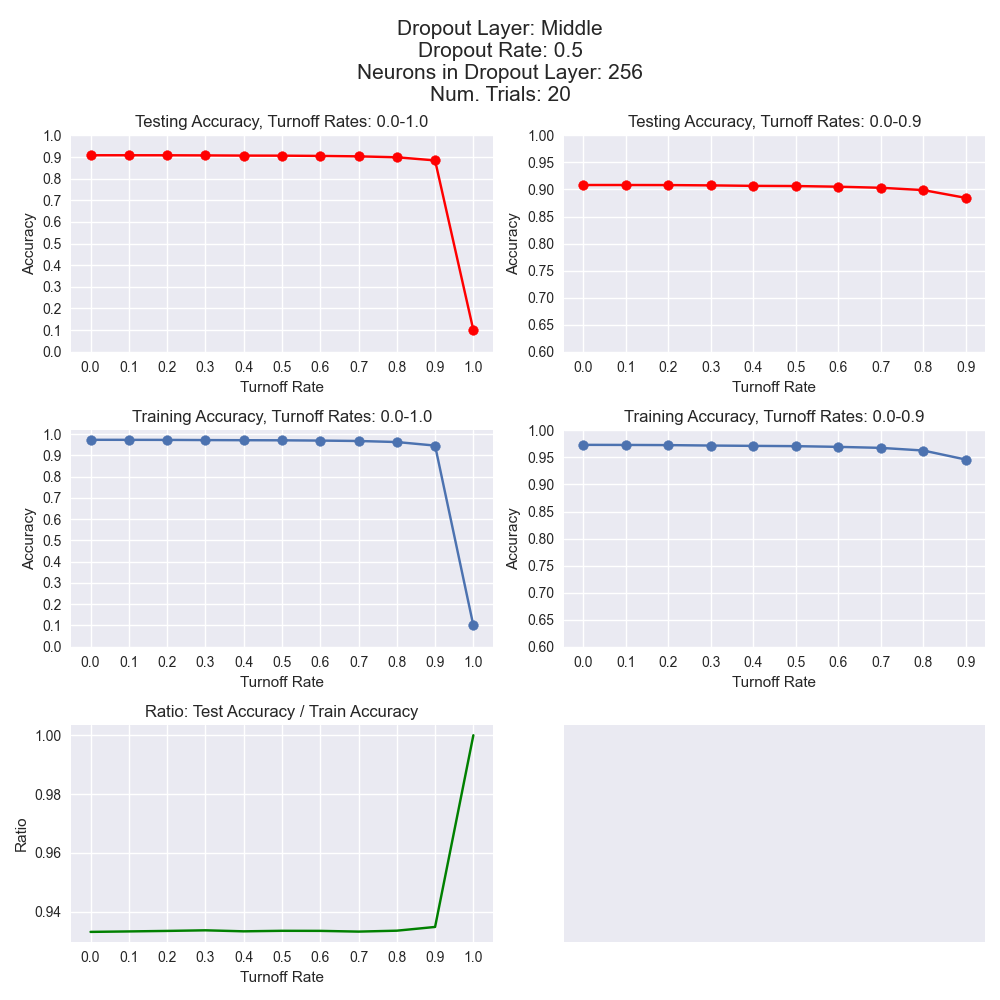 Dropout Layer: Middle
Dropout Rate: 0.5
Neurons in Dropout Layer: 256
Num. Trials: 20
Testing Accuracy, Turnoff Rates: 0.0-1.0
1.0
0.9
0.8
0.7
0.6
0.5
0.4
0.3
0.2
0.1
0.0
Accuracy
0.0 0.1 0.2 0.3 0.4 0.5 0.6 0.7 0.8 0.9 1.0
Turnoff Rate
Testing Accuracy, Turnoff Rates: 0.0-0.9
1.00
0.95
0.90
0.85
0.80
0.75
0.70
0.65
0.60
Accuracy
0.0 0.1 0.2 0.3 0.4 0.5 0.6 0.7 0.8 0.9
Turnoff Rate
Training Accuracy, Turnoff Rates: 0.0-1.0
1.0
0.9
0.8
0.7
0.6
0.5
0.4
0.3
0.2
0.1
0.0
Accuracy
0.0 0.1 0.2 0.3 0.4 0.5 0.6 0.7 0.8 0.9 1.0
Turnoff Rate
Training Accuracy, Turnoff Rates: 0.0-0.9
1.00
0.95
0.90
0.85
0.80
0.75
0.70
0.65
0.60
Accuracy
0.0 0.1 0.2 0.3 0.4 0.5 0.6 0.7 0.8 0.9
Turnoff Rate
Ratio: Test Accuracy / Train Accuracy
1.00
0.98
0.96
0.94
Ratio
0.0 0.1 0.2 0.3 0.4 0.5 0.6 0.7 0.8 0.9 1.0
Turnoff Rate